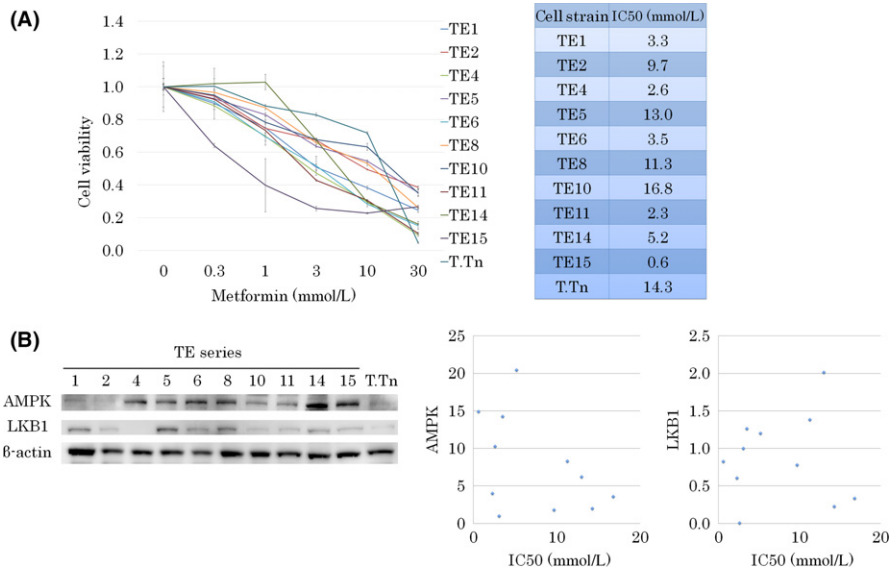 (A)
1.4
1.2
1.0
0.8
0.6
0.4
0.2
0.0
Cell viability
0 0.3 1 3 10 30
Metformin (mmol/L)
TE1
TE2
TE4
TE5
TE6
TE8
TE10
TE11
TE14
TE15
T.Tn
Cell strain IC50 (mmol/L)
TE1 3.3
TE2 9.7
TE4 2.6
TE5 13.0
TE6 3.5
TE8 11.3
TE10 16.8
TE11 2.3
TE14 5.2
TE15 0.6
T.Tn 14.3
(B)
TE series
1 2 4 5 6 8 10 11 14 15 T.Tn
AMPK
LKB1
ß-actin
25
20
15
10
5
0
AMPK
0 10 20
IC50 (mmol/L)
2.5
2.0
1.5
1.0
0.5
0.0
LKB1
0 10 20
IC50 (mmol/L)